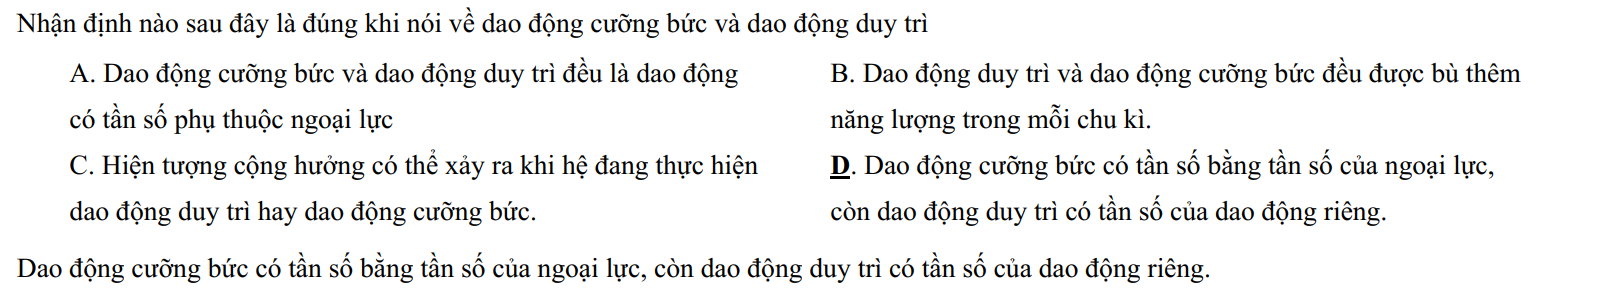 Nhận định nào sau đây là đúng khi nói về dao động cưỡng bức và dao động duy trì
A. Dao động cưỡng bức và dao động duy trì đều là dao động
có tần số phụ thuộc ngoại lực
B. Dao động duy trì và dao động cưỡng bức đều được bù thêm
năng lượng trong mỗi chu kì.
C. Hiện tượng cộng hưởng có thể xảy ra khi hệ đang thực hiện
dao động duy trì hay dao động cưỡng bức.
D. Dao động cưỡng bức có tần số bằng tần số của ngoại lực,
còn dao động duy trì có tần số của dao động riêng.
Dao động cưỡng bức có tần số bằng tần số của ngoại lực, còn dao động duy trì có tần số của dao động riêng.